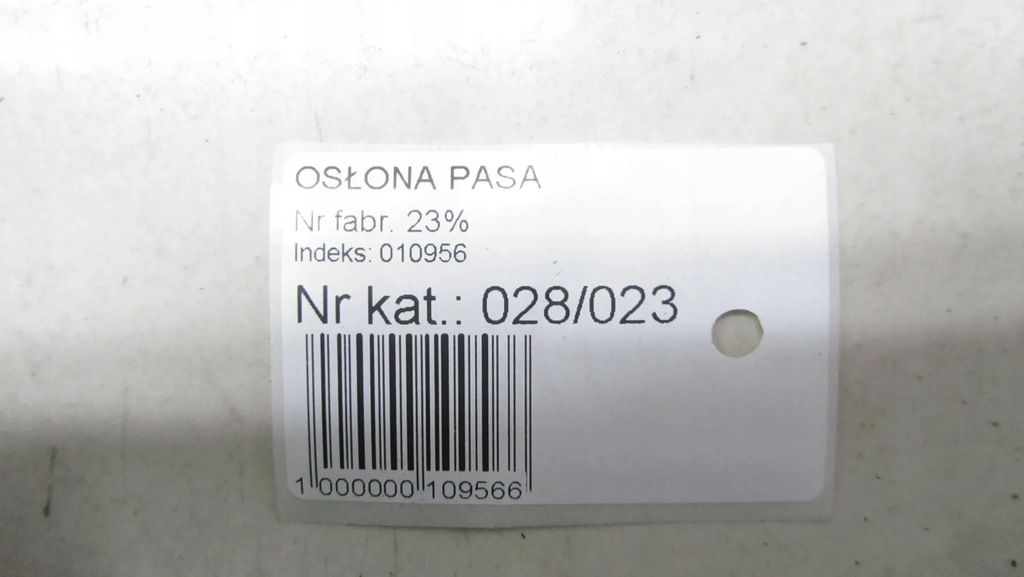 OSŁONA PASA
Nr fabr. 23%
Indeks: 010956
Nr kat.: 028/023
1 000000 109566